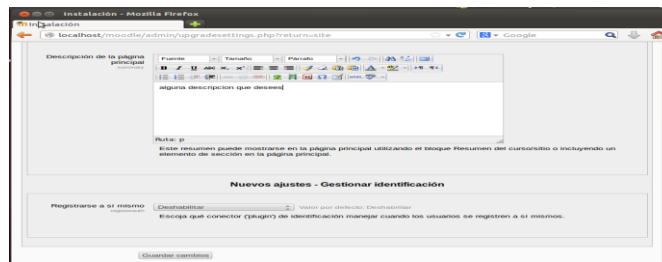 Instalación - Mozilla Firefox
Instalación
localhost/moodle/admin/upgradesettings.php?return=site
Google
Descripción de la página principal
summary
Fuente Tamaño Párrafo
alguna descripcion que desees
Ruta: p
Este resumen puede mostrarse en la página principal utilizando el bloque Resumen del curso/sitio o incluyendo un
elemento de sección en la página principal.
Nuevos ajustes - Gestionar identificación
Registrarse a sí mismo
registerauth
Deshabilitar Valor por defecto: Deshabilitar
Escoja qué conector ('plugin') de identificación manejar cuando los usuarios se registren a sí mismos.
Guardar cambios